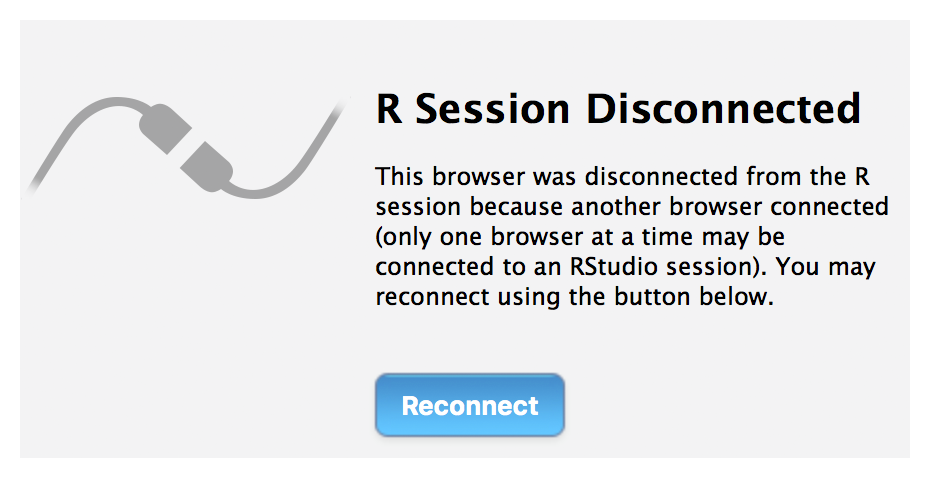 R Session Disconnected
This browser was disconnected from the R
session because another browser connected
(only one browser at a time may be
connected to an RStudio session). You may
reconnect using the button below.
Reconnect